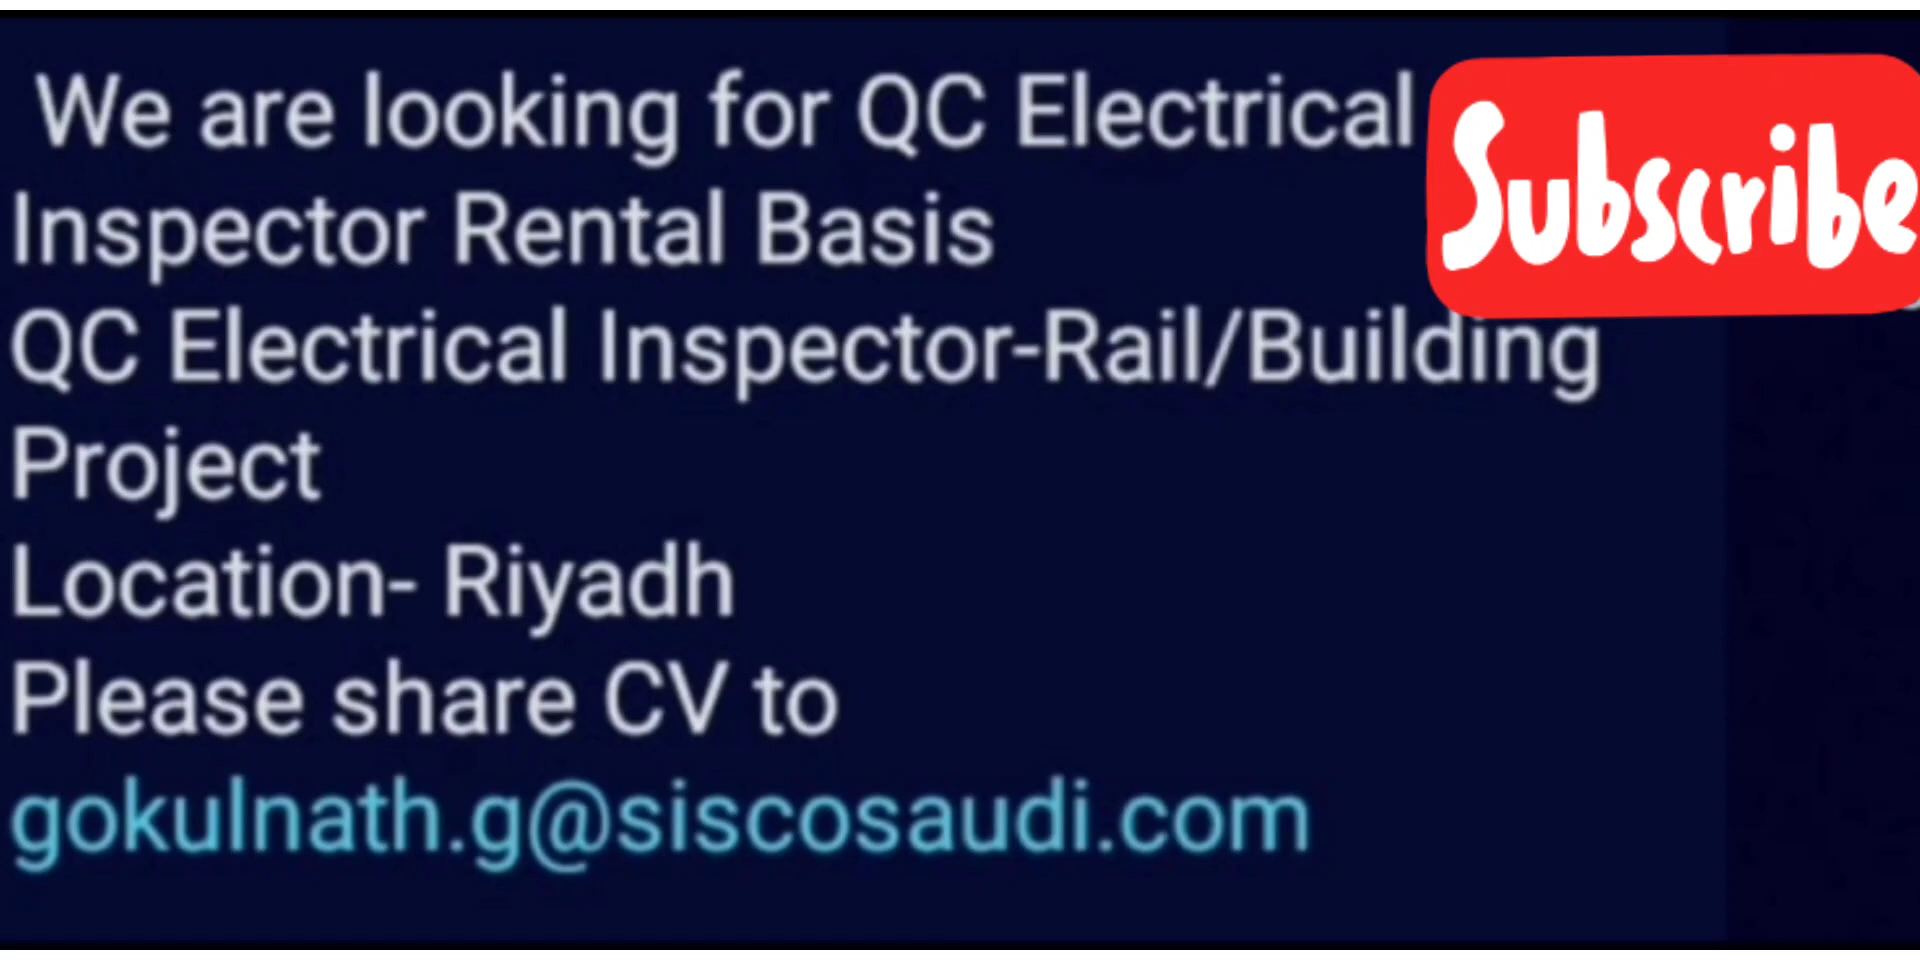 We are looking for QC Electrical
Subscribe
Inspector Rental Basis
QC Electrical Inspector-Rail/Building
Project
Location- Riyadh
Please share CV to
gokulnath.g@siscosaudi.com